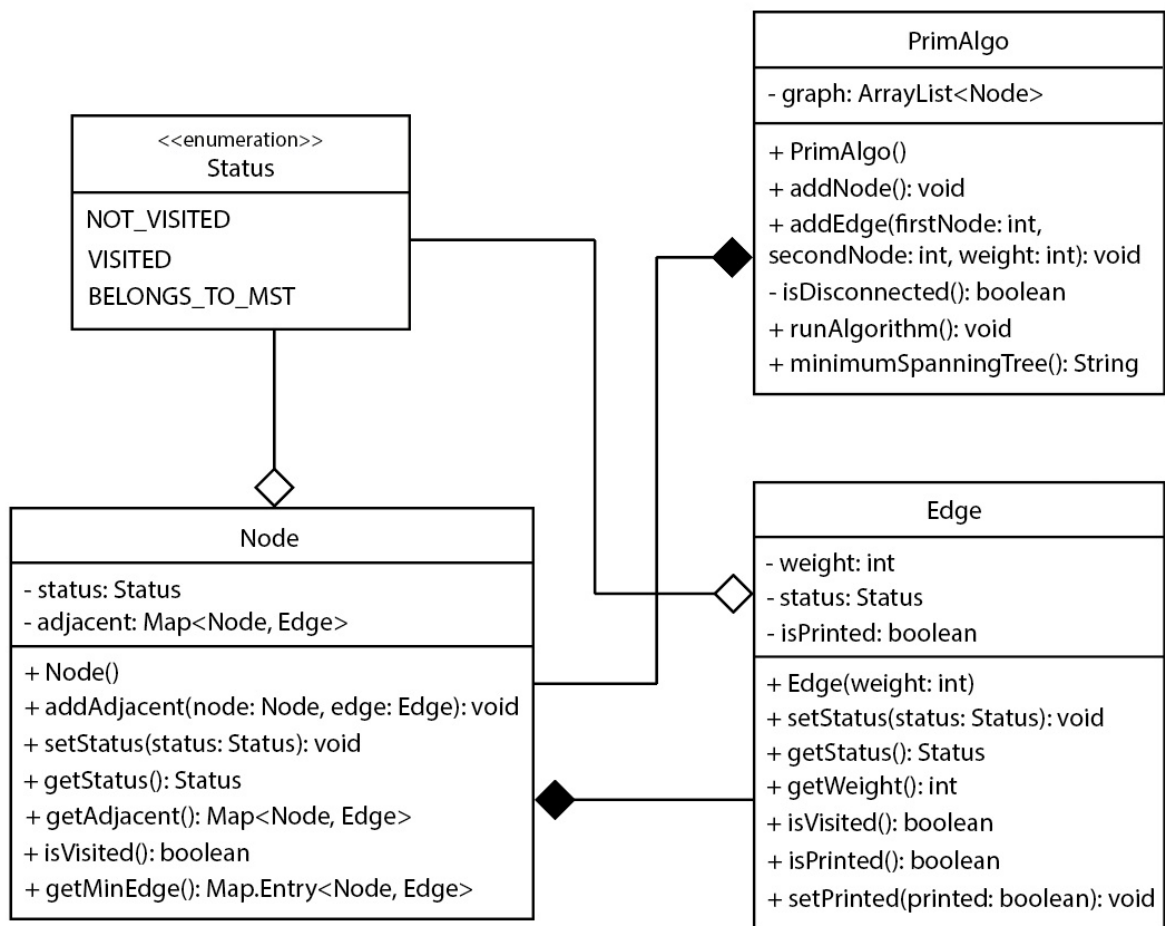 <<enumeration>>
Status
NOT_VISITED
VISITED
BELONGS_TO_MST
PrimAlgo
- graph: ArrayList<Node>
+ PrimAlgo()
+ addNode(): void
+ addEdge(firstNode: int,
secondNode: int, weight: int): void
- isDisconnected(): boolean
+ runAlgorithm(): void
+ minimumSpanningTree(): String
Node
- status: Status
- adjacent: Map<Node, Edge>
+ Node()
+ addAdjacent(node: Node, edge: Edge): void
+ setStatus(status: Status): void
+ getStatus(): Status
+ getAdjacent(): Map<Node, Edge>
+ isVisited(): boolean
+ getMinEdge(): Map.Entry<Node, Edge>
Edge
- weight: int
- status: Status
- isPrinted: boolean
+ Edge(weight: int)
+ setStatus(status: Status): void
+ getStatus(): Status
+ getWeight(): int
+ isVisited(): boolean
+ isPrinted(): boolean
+ setPrinted(printed: boolean): void